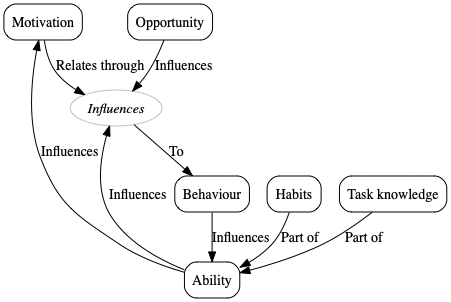 Motivation
Opportunity
Relates through
Influences
Influences
To
Influences
Influences
Behaviour
Habits
Task knowledge
Influences
Part of
Part of
Ability